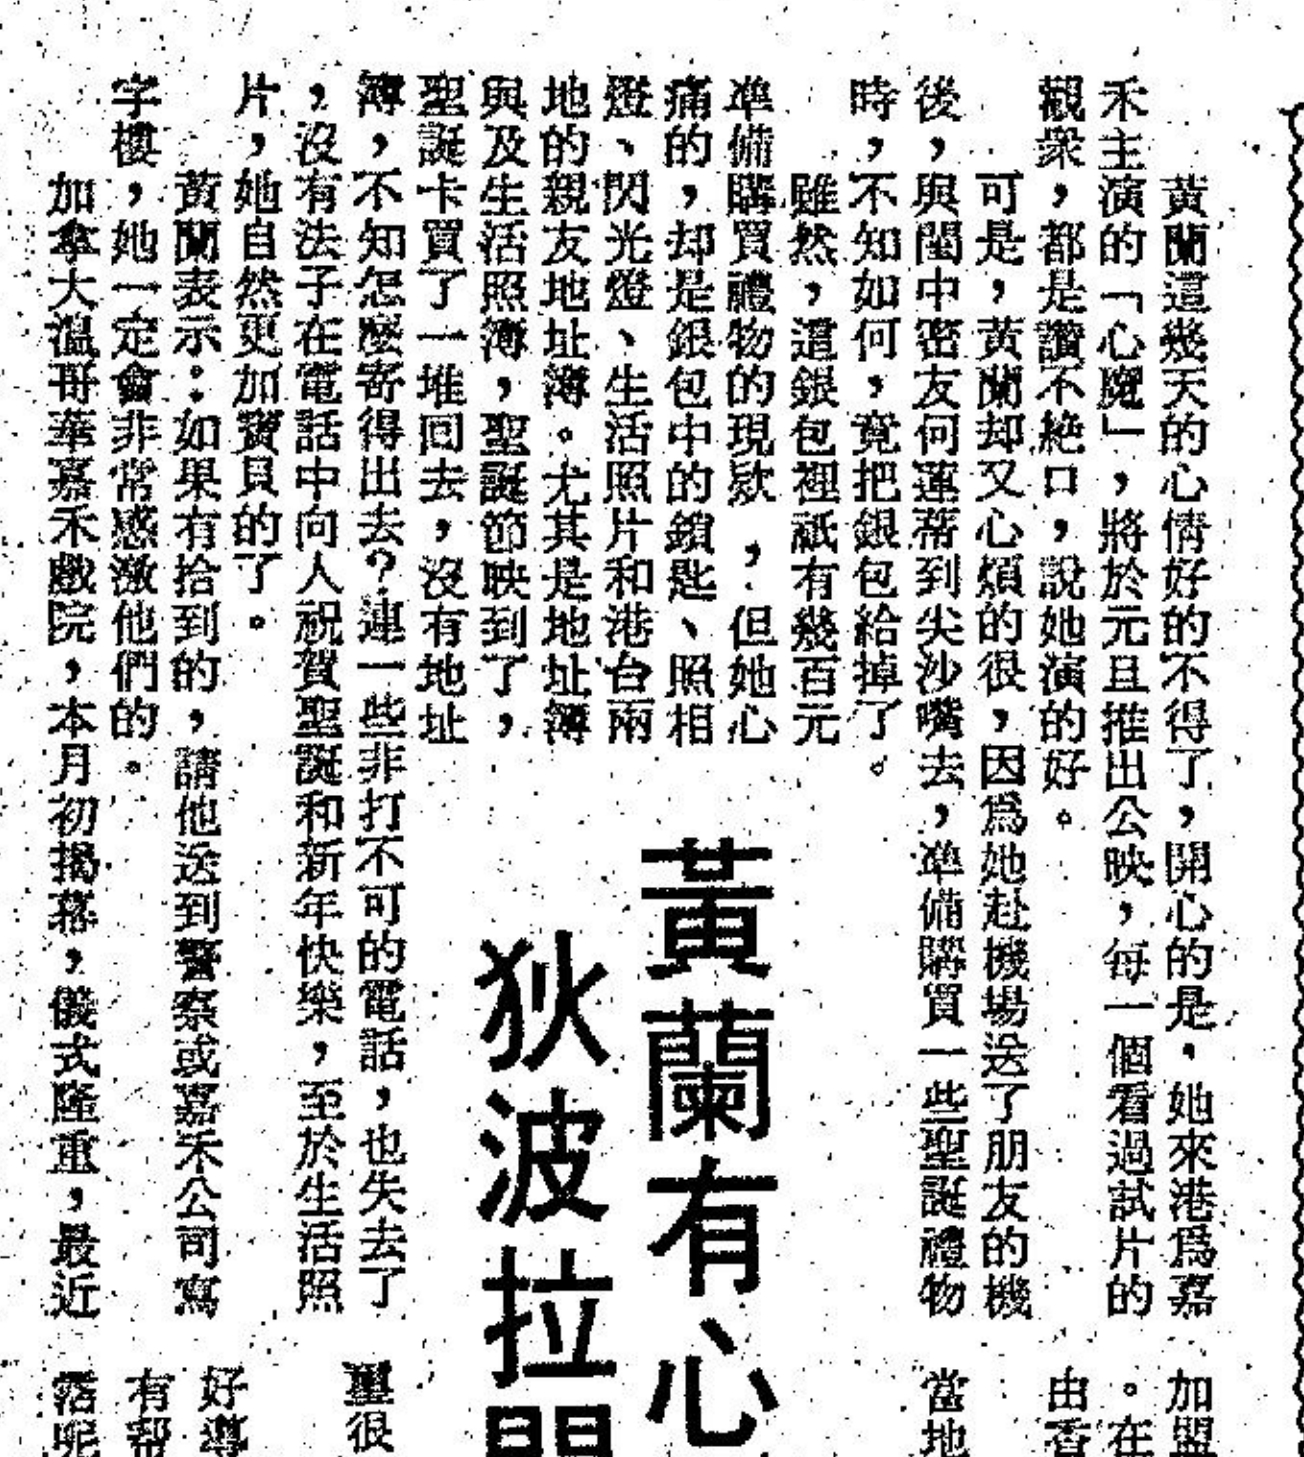 黃蘭這幾天的心情好的不得了，開心的是，她來港爲嘉
禾主演的「心魔」，將於元旦推出公映，每一個看過試片的
觀衆，都是讚不絶口，說她演的好。
可是，黃蘭却又心煩的很，因爲她赴機場送了朋友的機
後，與閨中密友何蓮蒂到尖沙嘴去，準備購買一些聖誕禮物
時，不知如何，竟把銀包給掉了。
雖然，這銀包裡祇有幾百元
準備購買禮物的現欵，但她心
痛的，却是銀包中的鎖匙、照相
燈、閃光燈、生活照片和港台兩
地的親友地址簿。尤其是地址簿
與及生活照簿，聖誕節映到了，
聖誕卡買了一堆回去，沒有地址
簿，不知怎麼寄得出去？連一些非打不可的電話，也失去了
，沒有法子在電話中向人祝賀聖誕和新年快樂，至於生活照
片，她自然更加寶貝的了。
黃蘭表示：如果有拾到的，請他送到警察或嘉禾公司寫
字樓，她一定會非常感激他們的。
加拿大溫哥華嘉禾戲院，本月初揭幕，儀式隆重，最近
黃蘭有心
狄波拉
加盟
。在
由香
當地
聖很
好導
有帮
活呢